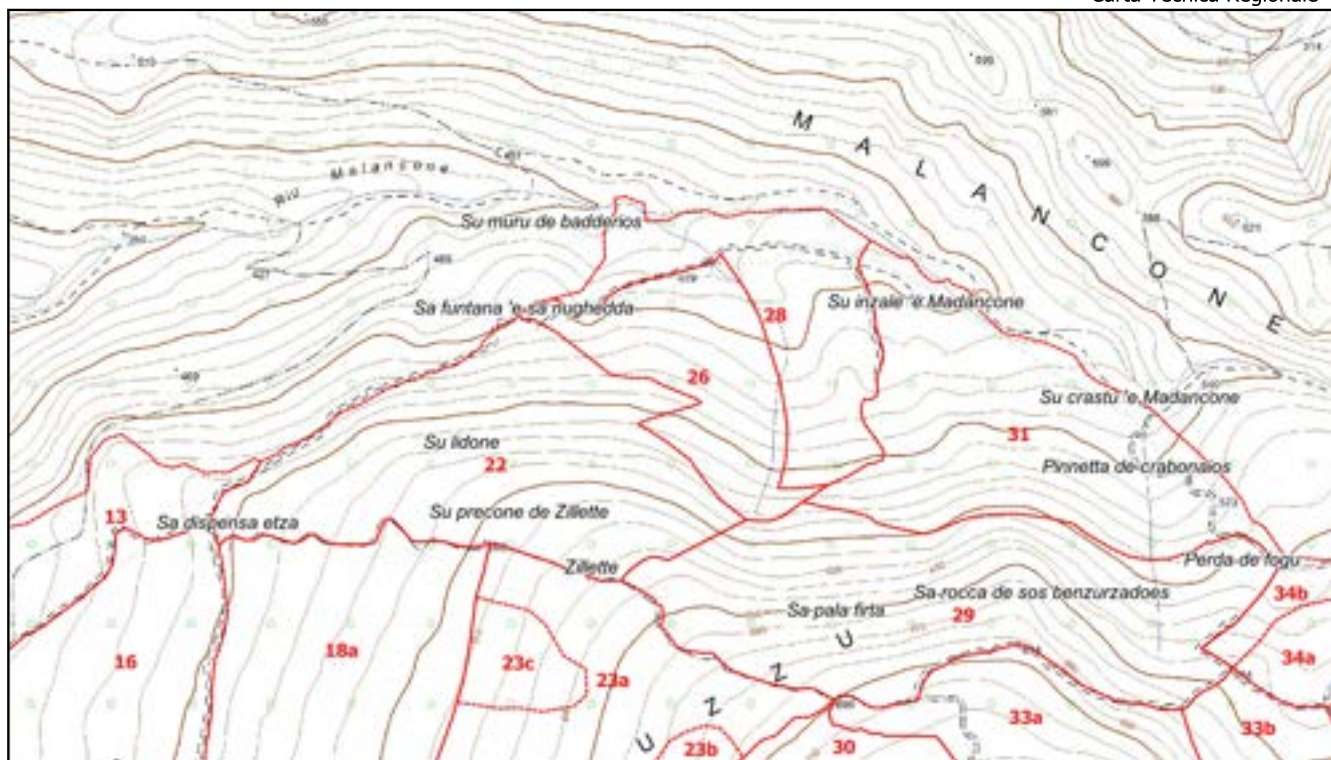 Carta Tecnica Regionale
MALANCONE
Riu Malancone
Su muru de badderios
Sa funtana 'e sa nughedda
Su inzale 'e Madancone
28
26
Su crastu 'e Madancone
31
Su lidone
22
Pinnetta de crabonaios
Su precone de Zillette
13
Sa dispensa etza
Zillette
Perda de fogu
Sa rocca de sos benzurzadoes
34b
Sa pala firta
29
UZZU
18a
16
23c
23a
34a
33a
33b
23b
30